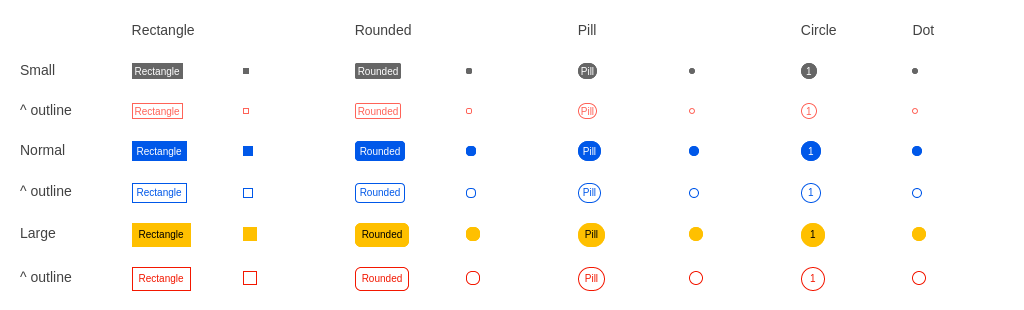 Rectangle Rounded Pill Circle Dot
Small Rectangle Rounded Pill 1
^ outline Rectangle Rounded Pill 1
Normal Rectangle Rounded Pill 1
^ outline Rectangle Rounded Pill 1
Large Rectangle Rounded Pill 1
^ outline Rectangle Rounded Pill 1